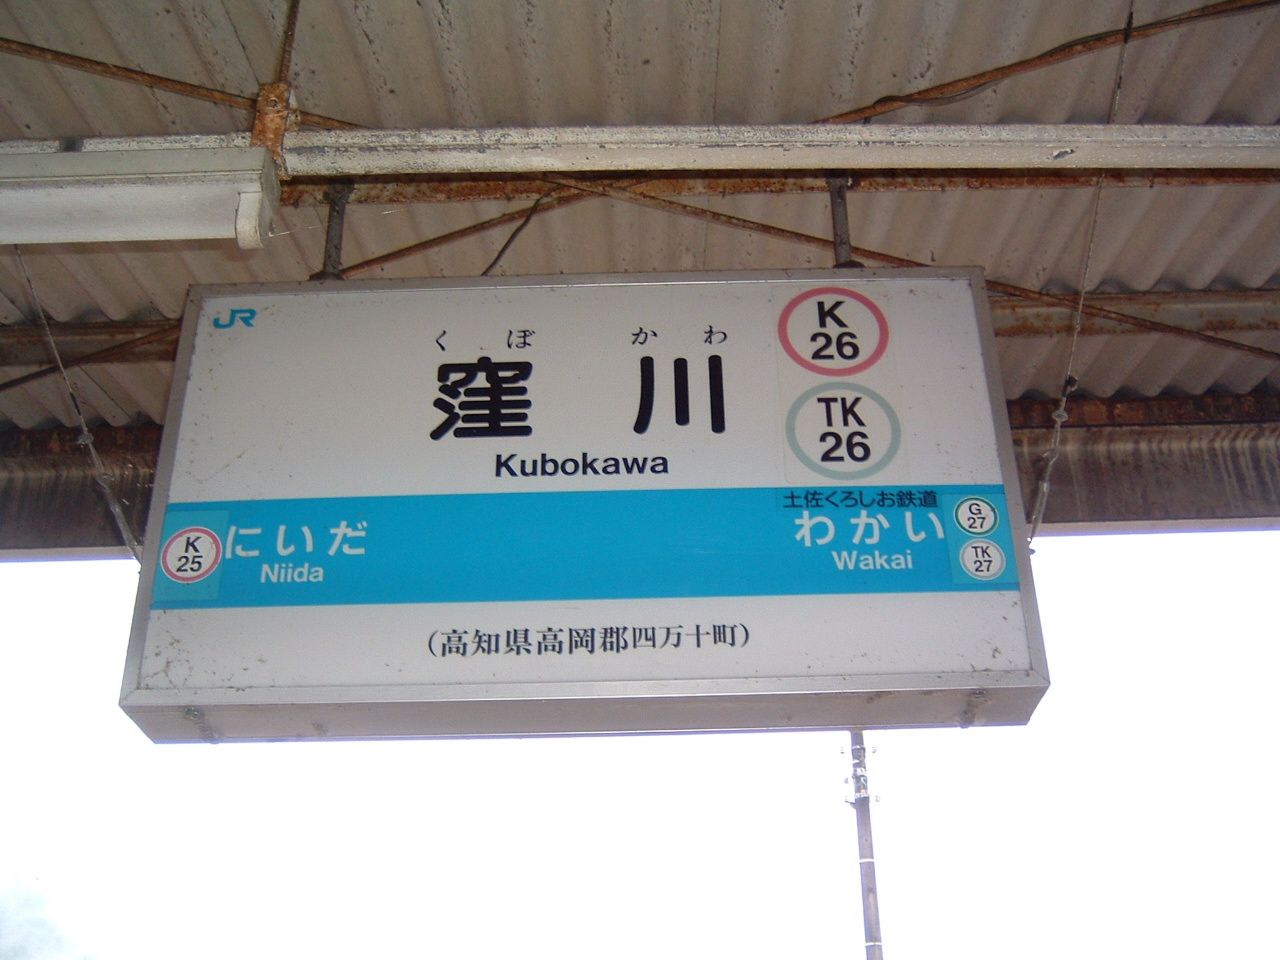 JR
くぼ かわ
窪 川
Kubokawa
K
26
TK
26
K
25
にいだ
Niida
土佐くろしお鉄道
わかい
Wakai
G
27
TK
27
(高知県高岡郡四万十町)